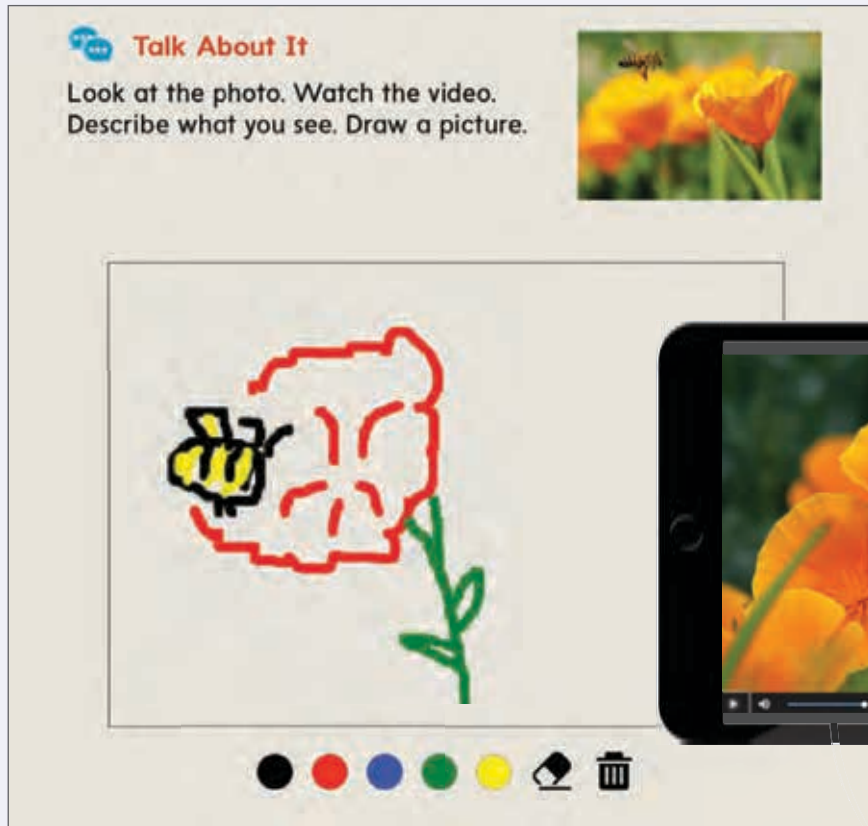 Talk About It
Look at the photo. Watch the video.
Describe what you see. Draw a picture.